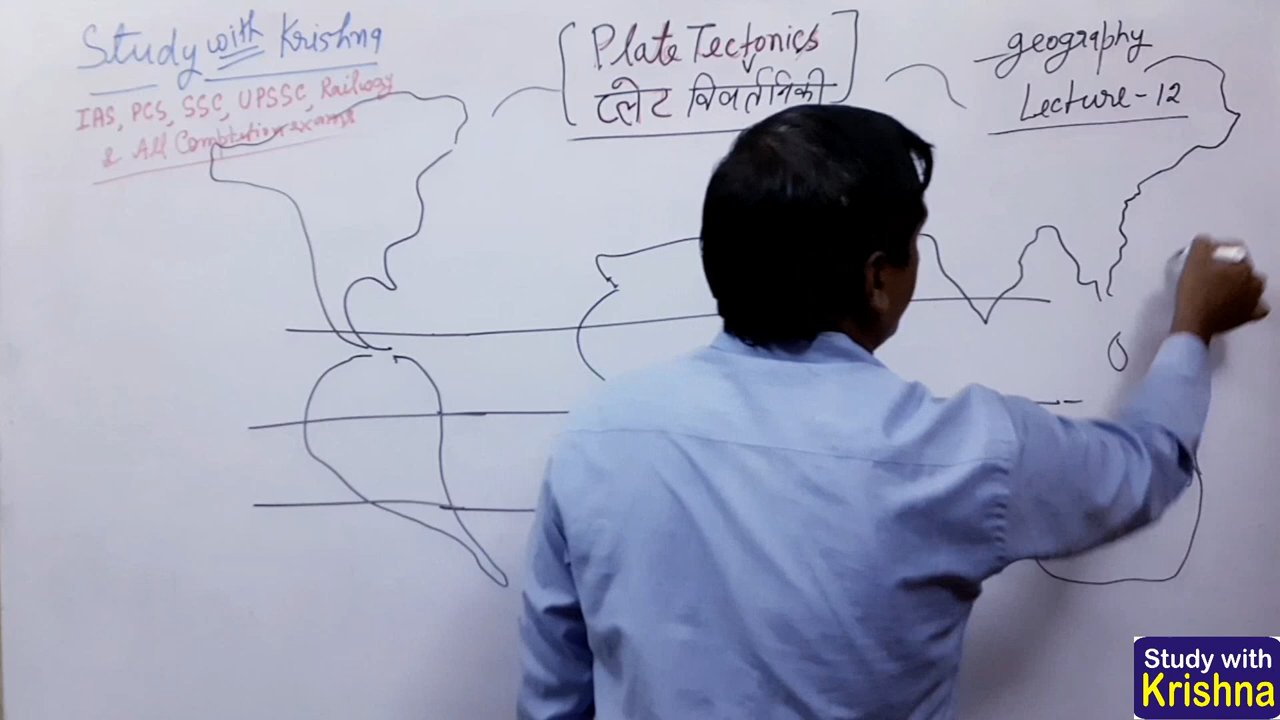 Study with Krishna
IAS, PCS, SSC, UPSSC, Railway
& All Combtetion exams
Plate Tectonics
प्लेट विवर्तनिकी
geography
Lecture-12
Study with
Krishna